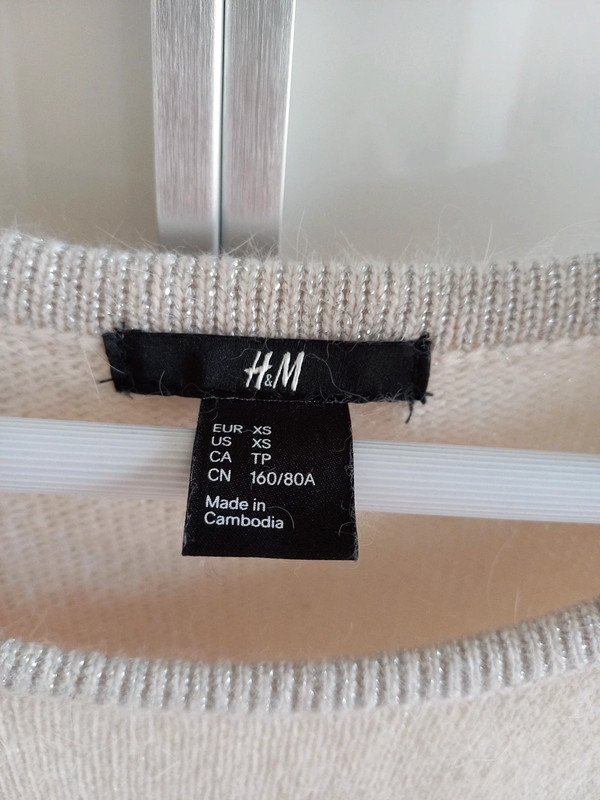 H&M
EUR XS
US XS
CA TP
CN 160/80A
Made in
Cambodia